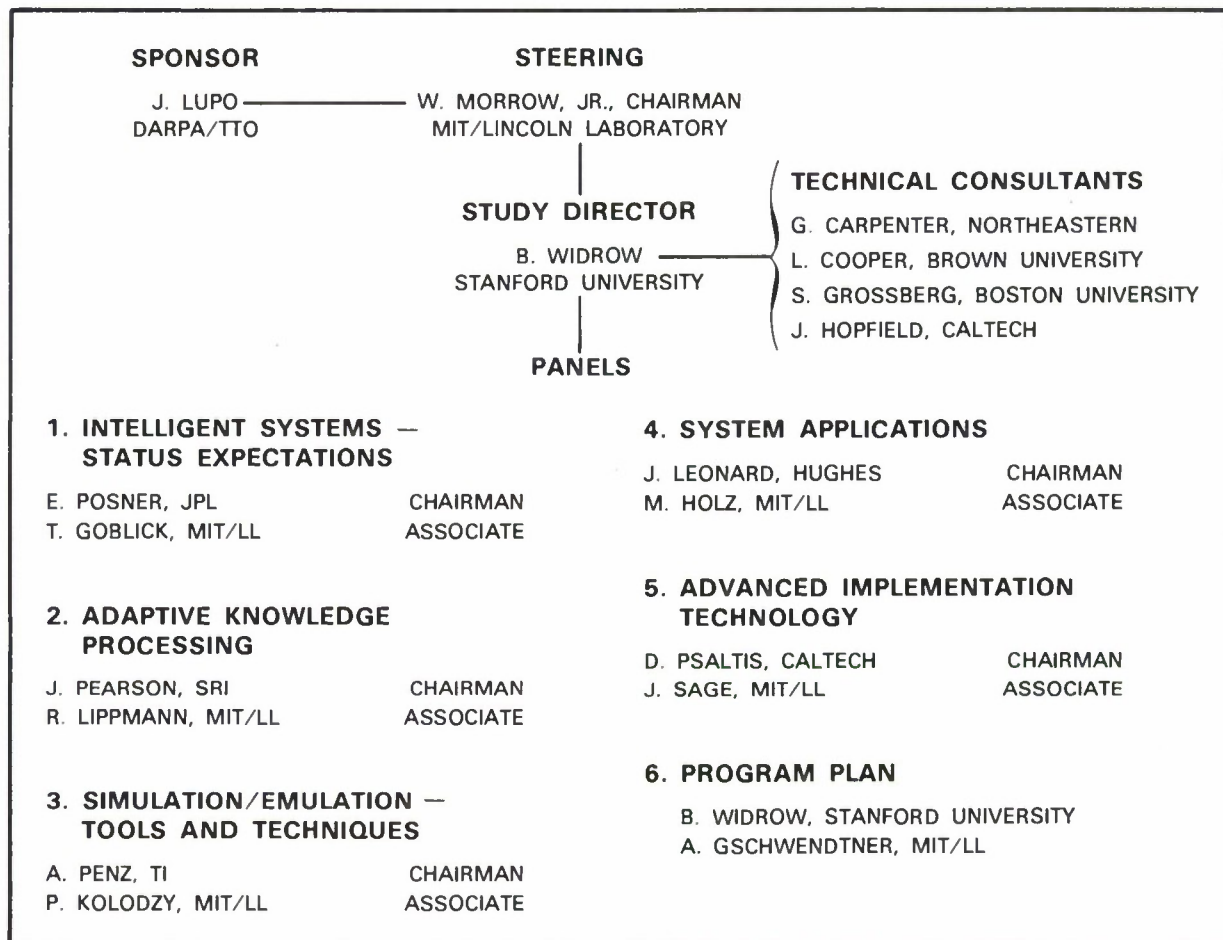 SPONSOR
STEERING
J. LUPO
W. MORROW, JR., CHAIRMAN
DARPA/TTO
MIT/LINCOLN LABORATORY
STUDY DIRECTOR
B. WIDROW
STANFORD UNIVERSITY
TECHNICAL CONSULTANTS
G. CARPENTER, NORTHEASTERN
L. COOPER, BROWN UNIVERSITY
S. GROSSBERG, BOSTON UNIVERSITY
J. HOPFIELD, CALTECH
PANELS
1. INTELLIGENT SYSTEMS —
STATUS EXPECTATIONS
E. POSNER, JPL CHAIRMAN
T. GOBLICK, MIT/LL ASSOCIATE
2. ADAPTIVE KNOWLEDGE
PROCESSING
J. PEARSON, SRI CHAIRMAN
R. LIPPMANN, MIT/LL ASSOCIATE
3. SIMULATION/EMULATION —
TOOLS AND TECHNIQUES
A. PENZ, TI CHAIRMAN
P. KOLODZY, MIT/LL ASSOCIATE
4. SYSTEM APPLICATIONS
J. LEONARD, HUGHES CHAIRMAN
M. HOLZ, MIT/LL ASSOCIATE
5. ADVANCED IMPLEMENTATION
TECHNOLOGY
D. PSALTIS, CALTECH CHAIRMAN
J. SAGE, MIT/LL ASSOCIATE
6. PROGRAM PLAN
B. WIDROW, STANFORD UNIVERSITY
A. GSCHWENDTNER, MIT/LL